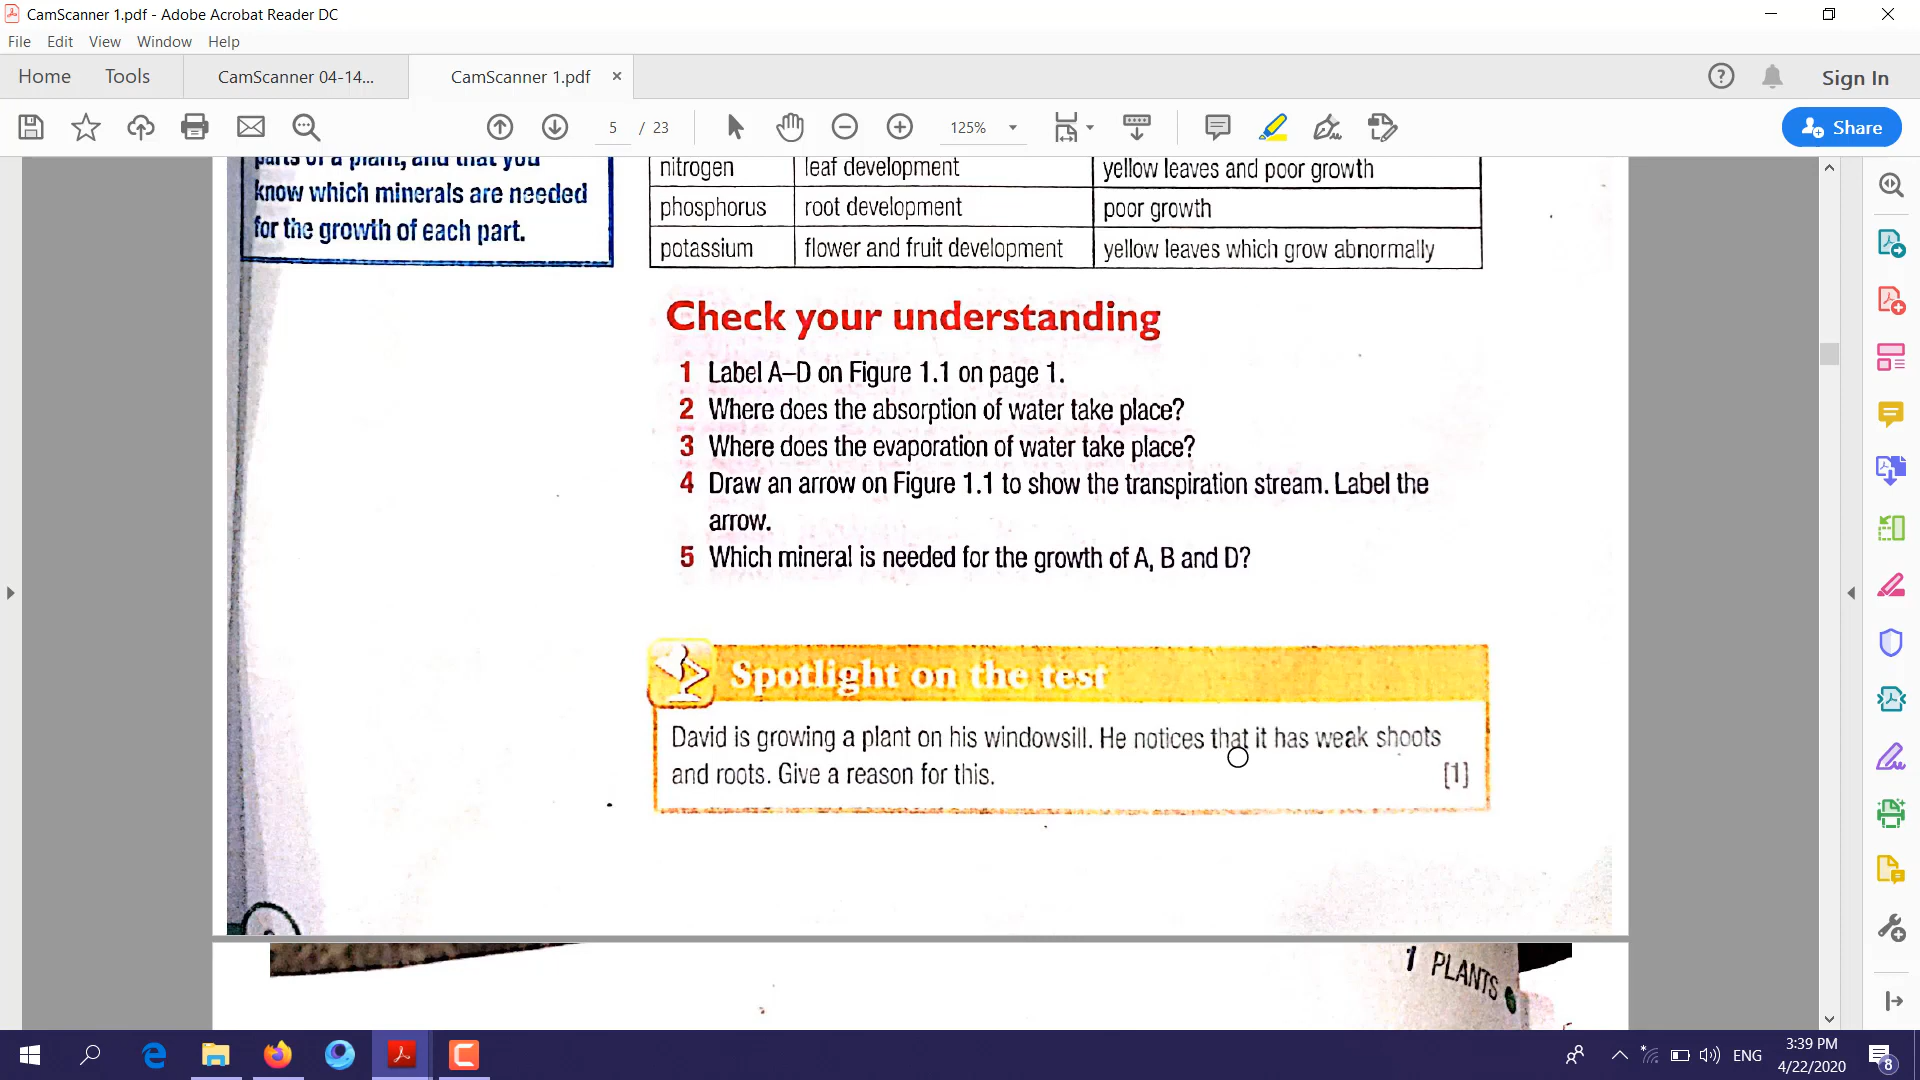 CamScanner 1.pdf - Adobe Acrobat Reader DC
File Edit View Window Help
Home Tools CamScanner 04-14... CamScanner 1.pdf × Sign In
5 / 23 125% Share
parts of a plant, and that you
know which minerals are needed
for the growth of each part.
nitrogen leaf development yellow leaves and poor growth
phosphorus root development poor growth
potassium flower and fruit development yellow leaves which grow abnormally
Check your understanding
1 Label A–D on Figure 1.1 on page 1.
2 Where does the absorption of water take place?
3 Where does the evaporation of water take place?
4 Draw an arrow on Figure 1.1 to show the transpiration stream. Label the
arrow.
5 Which mineral is needed for the growth of A, B and D?
Spotlight on the test
David is growing a plant on his windowsill. He notices that it has weak shoots
and roots. Give a reason for this. [1]
1 PLANTS
ENG
3:39 PM
4/22/2020
8